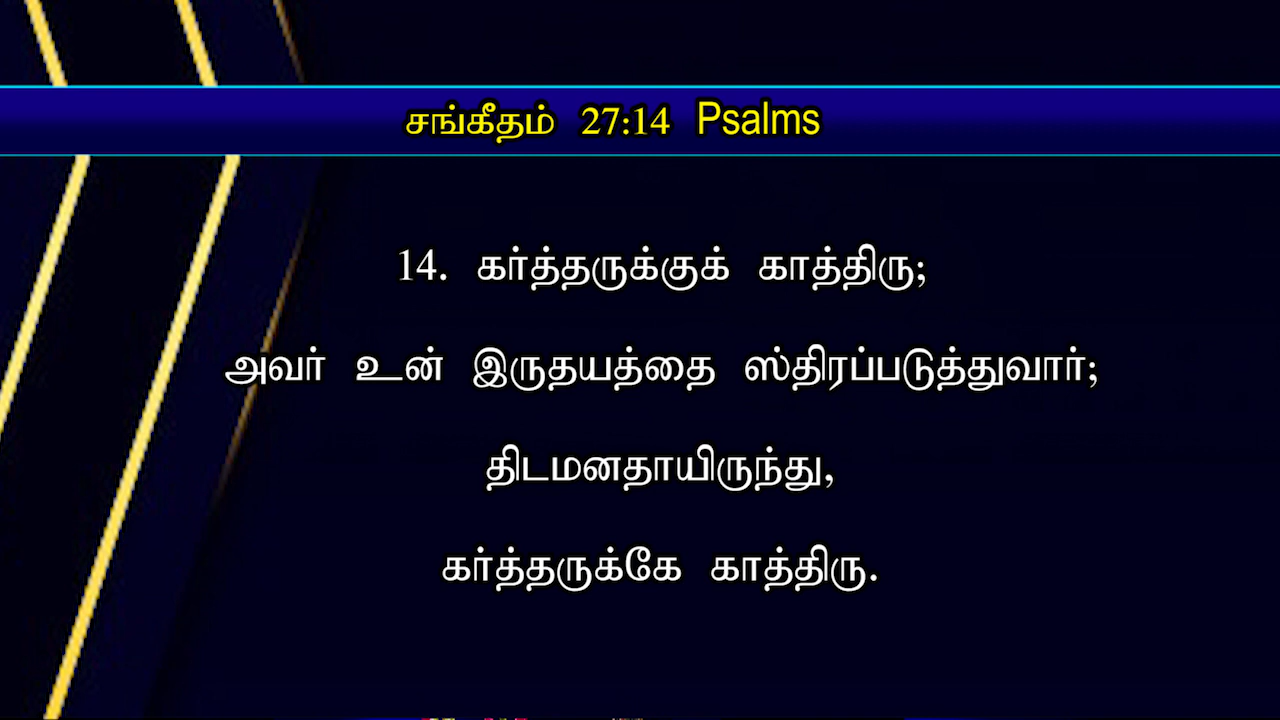 சங்கீதம் 27:14 Psalms
14. கர்த்தருக்குக் காத்திரு;
அவர் உன் இருதயத்தை ஸ்திரப்படுத்துவார்;
திடமனதாயிருந்து,
கர்த்தருக்கே காத்திரு.